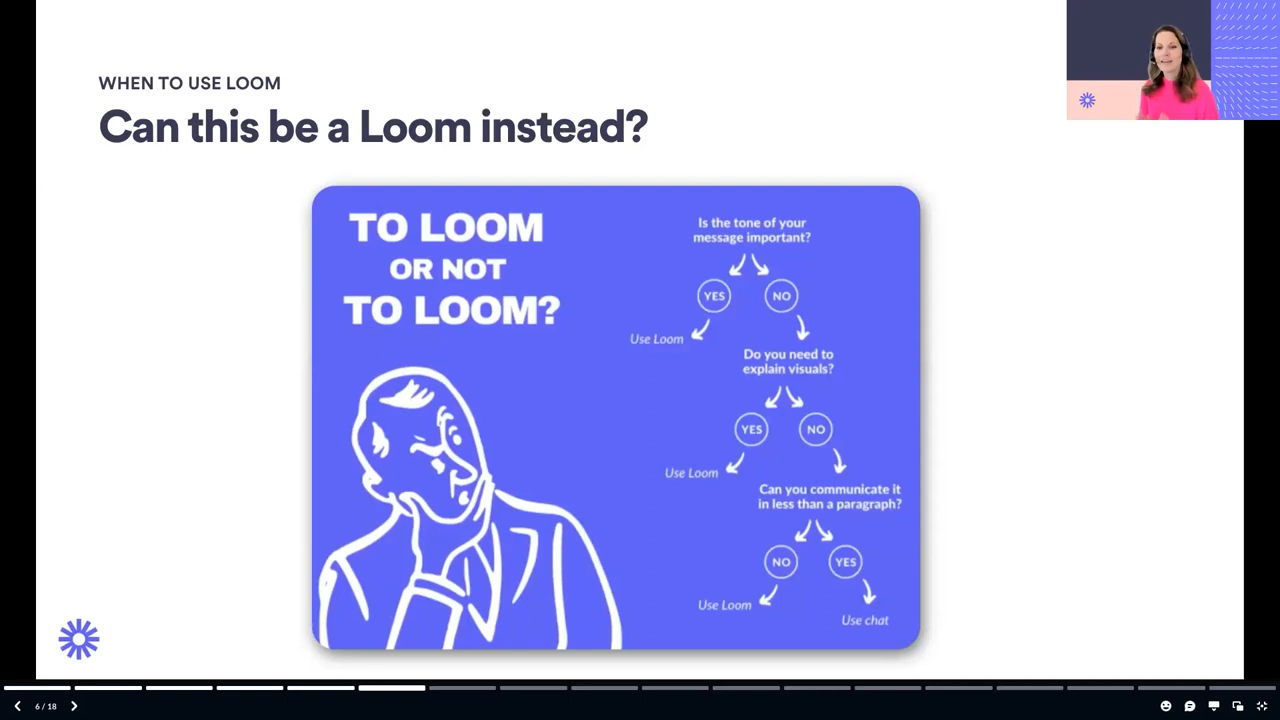 WHEN TO USE LOOM
Can this be a Loom instead?
TO LOOM
OR NOT
TO LOOM?
Is the tone of your
message important?
YES
NO
Use Loom
Do you need to
explain visuals?
YES
NO
Use Loom
Can you communicate it
in less than a paragraph?
NO
YES
Use Loom
Use chat
6 / 18